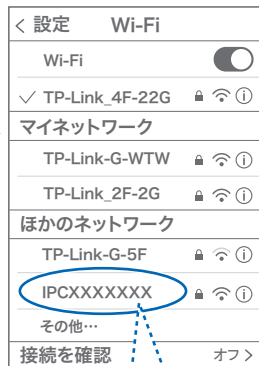 < 設定 Wi-Fi
Wi-Fi
✓ TP-Link_4F-22G
マイネットワーク
TP-Link-G-WTW
TP-Link_2F-2G
ほかのネットワーク
TP-Link-G-5F
IPCXXXXXXX
その他…
接続を確認 オフ >